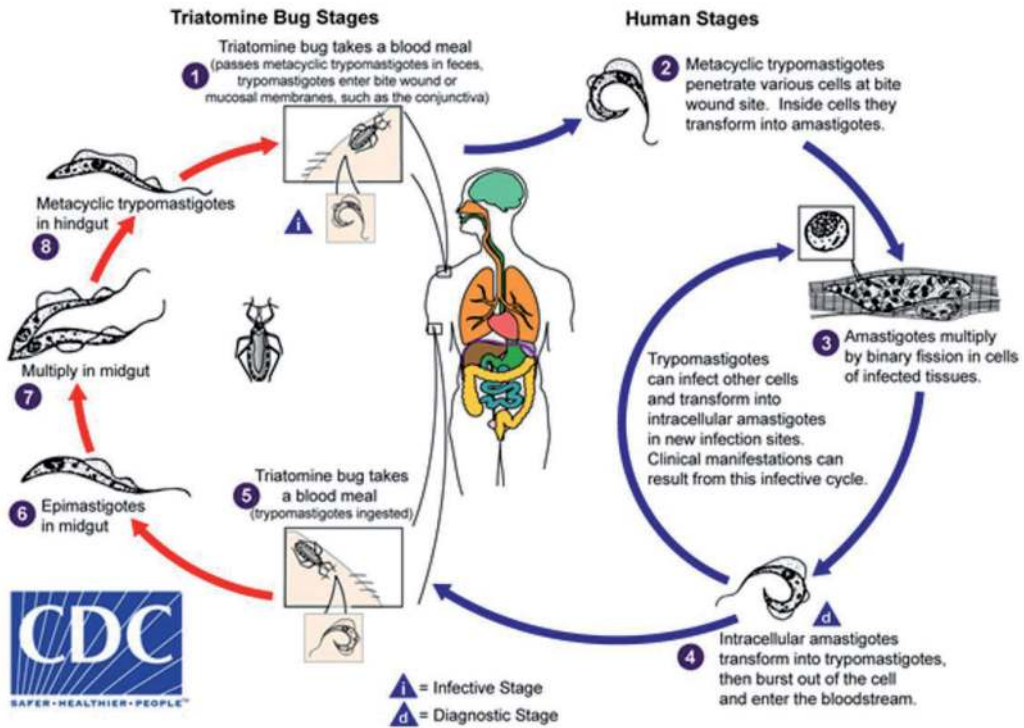 Triatomine Bug Stages
Human Stages
1
Triatomine bug takes a blood meal
(passes metacyclic trypomastigotes in feces,
trypomastigotes enter bite wound or
mucosal membranes, such as the conjunctiva)
2
Metacyclic trypomastigotes
penetrate various cells at bite
wound site. Inside cells they
transform into amastigotes.
Metacyclic trypomastigotes
in hindgut
8
i
3
Amastigotes multiply
by binary fission in cells
of infected tissues.
Trypomastigotes
can infect other cells
and transform into
intracellular amastigotes
in new infection sites.
Clinical manifestations can
result from this infective cycle.
Multiply in midgut
7
5
Triatomine bug takes
a blood meal
(trypomastigotes ingested)
6
Epimastigotes
in midgut
d
4
Intracellular amastigotes
transform into trypomastigotes,
then burst out of the cell
and enter the bloodstream.
CDC
SAFER·HEALTHIER·PEOPLE™
i = Infective Stage
d = Diagnostic Stage